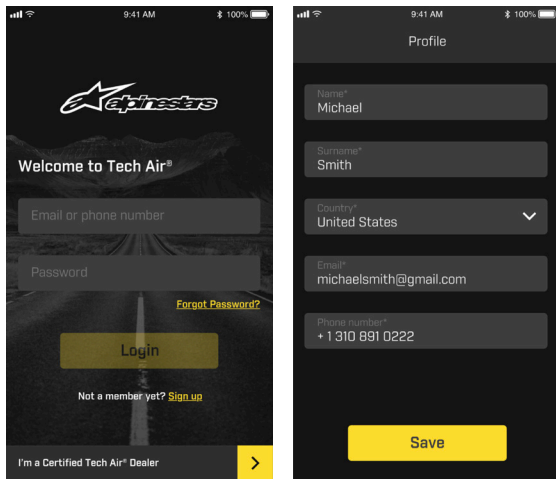 9:41 AM
100%
alpinestars
Welcome to Tech Air®
Email or phone number
Password
Forgot Password?
Login
Not a member yet? Sign up
I'm a Certified Tech Air® Dealer
9:41 AM
100%
Profile
Name*
Michael
Surname*
Smith
Country*
United States
Email*
michaelsmith@gmail.com
Phone number*
+ 1 310 891 0222
Save